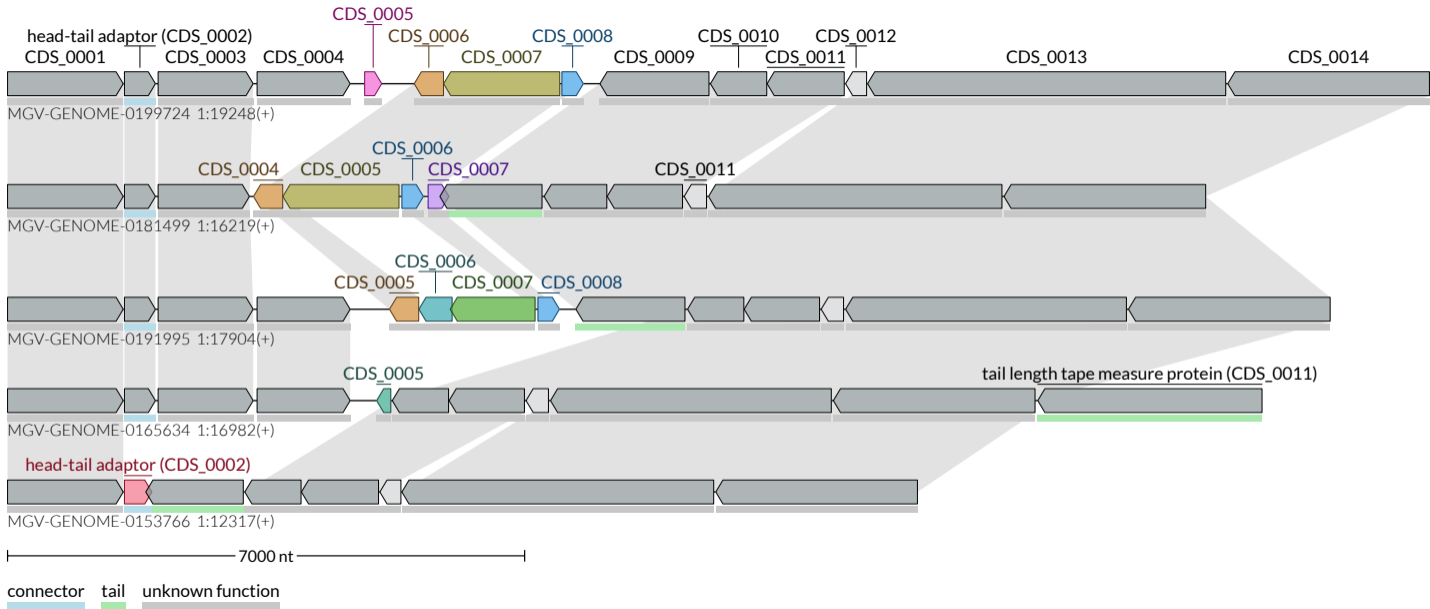 CDS_0005
head-tail adaptor (CDS_0002) CDS_0006 CDS_0008 CDS_0010 CDS_0012
CDS_0001 CDS_0003 CDS_0004 CDS_0007 CDS_0009 CDS_0011 CDS_0013 CDS_0014
MGV-GENOME-0199724 1:19248(+)
CDS_0006
CDS_0004 CDS_0005 CDS_0007 CDS_0011
MGV-GENOME-0181499 1:16219(+)
CDS_0006
CDS_0005 CDS_0007 CDS_0008
MGV-GENOME-0191995 1:17904(+)
CDS_0005 tail length tape measure protein (CDS_0011)
MGV-GENOME-0165634 1:16982(+)
head-tail adaptor (CDS_0002)
MGV-GENOME-0153766 1:12317(+)
7000 nt
connector tail unknown function